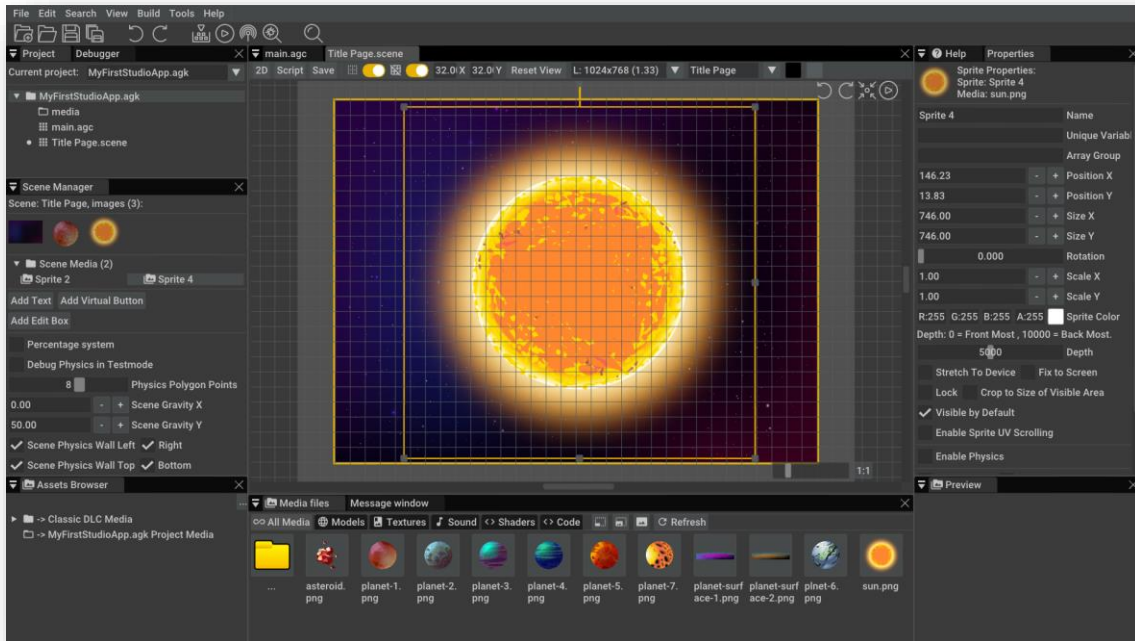 File Edit Search View Build Tools Help
Project Debugger
Current project: MyFirstStudioApp.agk
MyFirstStudioApp.agk
media
main.agc
Title Page.scene
Scene Manager
Scene: Title Page, images (3):
Scene Media (2)
Sprite 2 Sprite 4
Add Text Add Virtual Button
Add Edit Box
Percentage system
Debug Physics in Testmode
8 Physics Polygon Points
0.00 - + Scene Gravity X
50.00 - + Scene Gravity Y
Scene Physics Wall Left Right
Scene Physics Wall Top Bottom
Assets Browser
-> Classic DLC Media
-> MyFirstStudioApp.agk Project Media
main.agc Title Page.scene
2D Script Save 32.0(X 32.0(Y Reset View L: 1024x768 (1.33) Title Page
1:1
Media files Message window
All Media Models Textures Sound Shaders Code Refresh
...
asteroid.png
planet-1.png
planet-2.png
planet-3.png
planet-4.png
planet-5.png
planet-7.png
planet-surf
ace-1.png
planet-surf
ace-2.png
plnet-6.png
sun.png
Help Properties
Sprite Properties:
Sprite: Sprite 4
Media: sun.png
Sprite 4 Name
Unique Variabl
Array Group
146.23 - + Position X
13.83 - + Position Y
746.00 - + Size X
746.00 - + Size Y
0.000 Rotation
1.00 - + Scale X
1.00 - + Scale Y
R:255 G:255 B:255 A:255 Sprite Color
Depth: 0 = Front Most , 10000 = Back Most.
5000 Depth
Stretch To Device Fix to Screen
Lock Crop to Size of Visible Area
Visible by Default
Enable Sprite UV Scrolling
Enable Physics
Preview